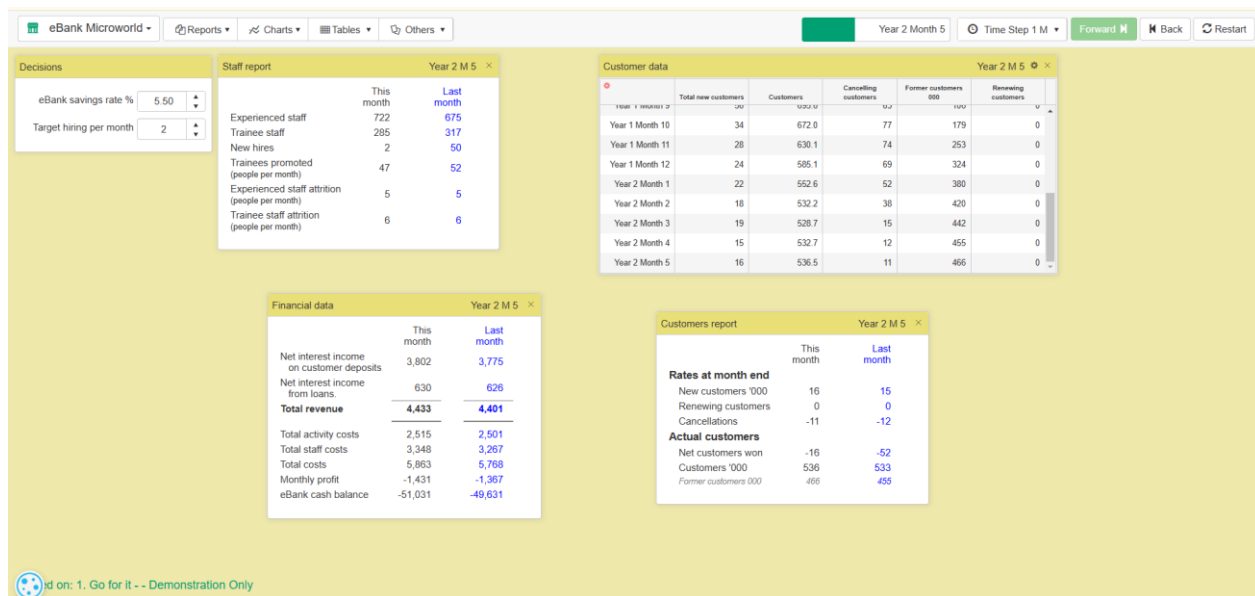 eBank Microworld Reports Charts Tables Others Year 2 Month 5 Time Step 1 M Forward Back Restart
Decisions
eBank savings rate % 5.50
Target hiring per month 2
Staff report Year 2 M 5 ×
This month Last month
Experienced staff 722 675
Trainee staff 285 317
New hires 2 50
Trainees promoted (people per month) 47 52
Experienced staff attrition (people per month) 5 5
Trainee staff attrition (people per month) 6 6
Customer data Year 2 M 5 ×
Total new customers Customers Cancelling customers Former customers 000 Renewing customers
Year 1 Month 10 34 672.0 77 179 0
Year 1 Month 11 28 630.1 74 253 0
Year 1 Month 12 24 585.1 69 324 0
Year 2 Month 1 22 552.6 52 380 0
Year 2 Month 2 18 532.2 38 420 0
Year 2 Month 3 19 528.7 15 442 0
Year 2 Month 4 15 532.7 12 455 0
Year 2 Month 5 16 536.5 11 466 0
Financial data Year 2 M 5 ×
This month Last month
Net interest income on customer deposits 3,802 3,775
Net interest income from loans. 630 626
Total revenue 4,433 4,401
Total activity costs 2,515 2,501
Total staff costs 3,348 3,267
Total costs 5,863 5,768
Monthly profit -1,431 -1,367
eBank cash balance -51,031 -49,631
Customers report Year 2 M 5 ×
This month Last month
Rates at month end
New customers '000 16 15
Renewing customers 0 0
Cancellations -11 -12
Actual customers
Net customers won -16 -52
Customers '000 536 533
Former customers 000 466 455
on: 1. Go for it - - Demonstration Only